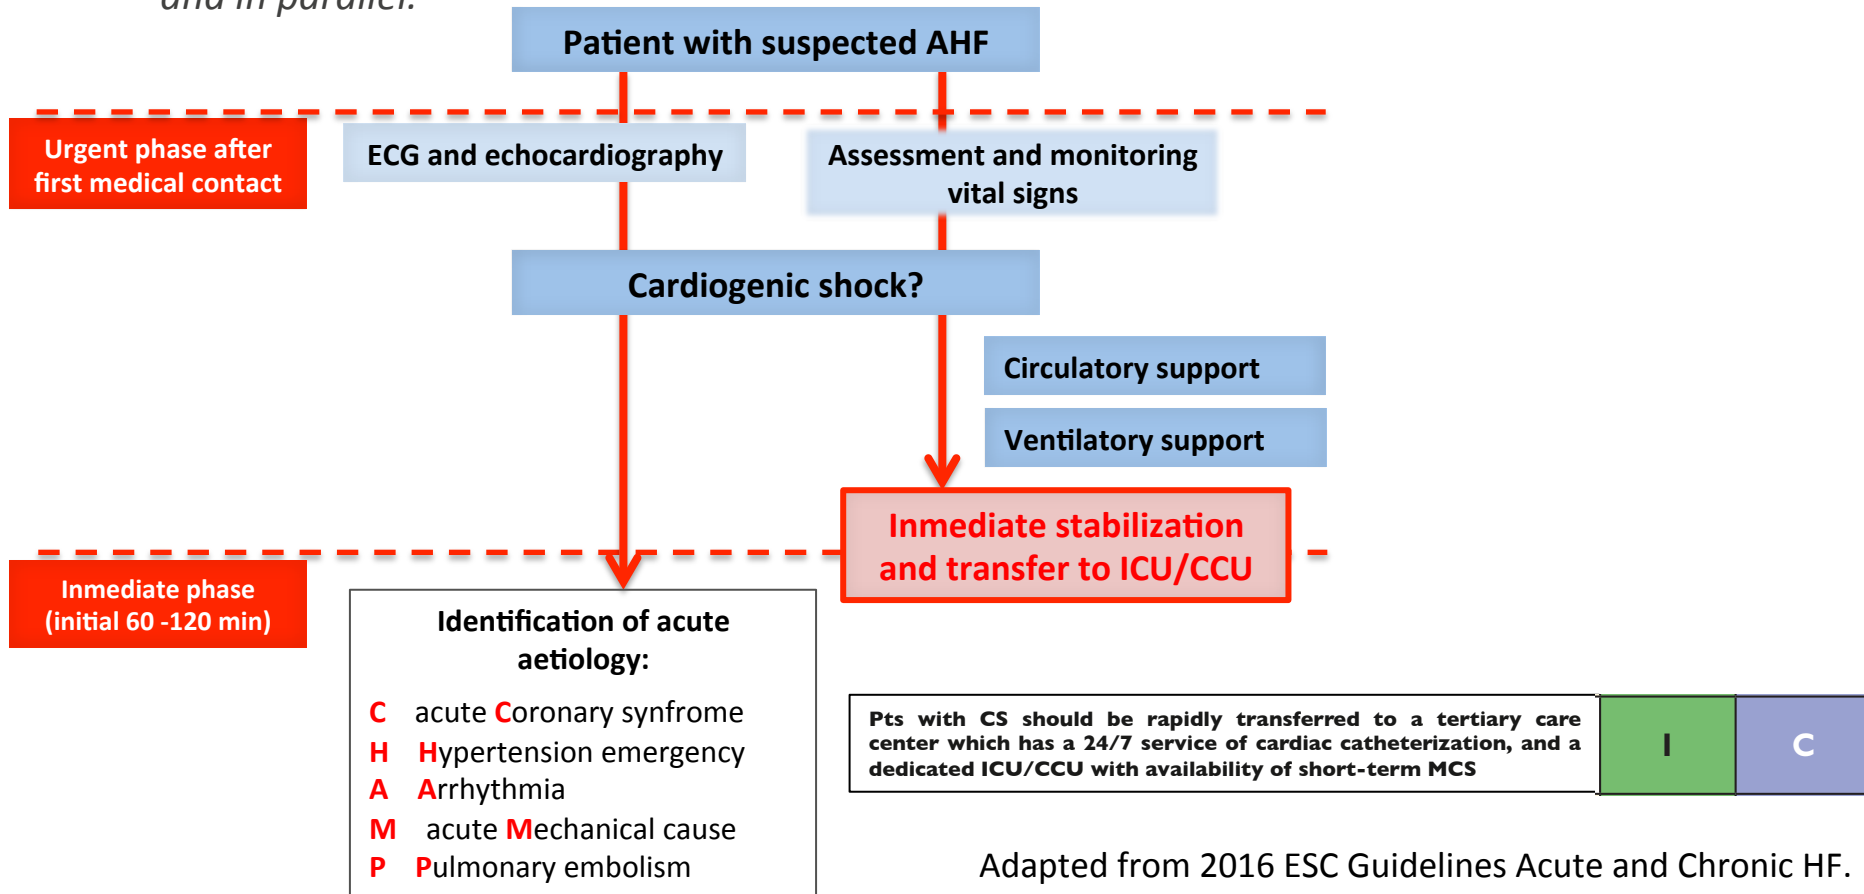 and in parallel.
Patient with suspected AHF
Urgent phase after
first medical contact
ECG and echocardiography
Assessment and monitoring
vital signs
Cardiogenic shock?
Circulatory support
Ventilatory support
Inmediate stabilization
and transfer to ICU/CCU
Inmediate phase
(initial 60 -120 min)
Identification of acute
aetiology:
C acute Coronary synfrome
H Hypertension emergency
A Arrhythmia
M acute Mechanical cause
P Pulmonary embolism
Pts with CS should be rapidly transferred to a tertiary care
center which has a 24/7 service of cardiac catheterization, and a
dedicated ICU/CCU with availability of short-term MCS
I
C
Adapted from 2016 ESC Guidelines Acute and Chronic HF.